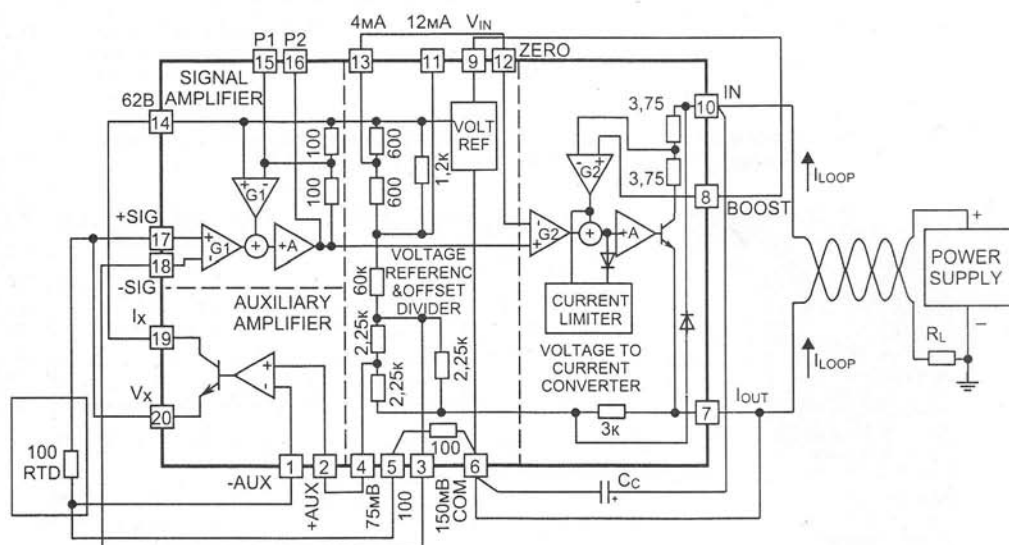 4мА
12мА
VIN
P1
P2
15
16
13
11
9
12
ZERO
SIGNAL
AMPLIFIER
62В
14
100
600
1,2к
VOLT
REF
3,75
10
IN
100
600
G1
G2
3,75
ILOOP
8
BOOST
+SIG
17
G1
+A
G2
+A
18
-SIG
60к
VOLTAGE
REFERENC
&OFFSET
DIVIDER
POWER
SUPPLY
AUXILIARY
AMPLIFIER
CURRENT
LIMITER
IX
19
2,25к
2,25к
2,25к
VOLTAGE TO
CURRENT
CONVERTER
RL
ILOOP
VX
20
IOUT
7
3к
100
RTD
100
1
2
4
5
3
6
-AUX
+AUX
75мВ
100
150мВ
COM
CC
+